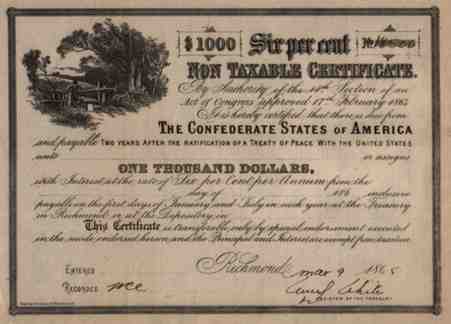 $1000 Six per cent No
NON TAXABLE CERTIFICATE.
By Authority of the 14th Section of an
Act of Congress approved 17th February 1864
is hereby certified that there is due from
THE CONFEDERATE STATES OF AMERICA
and payable TWO YEARS AFTER THE RATIFICATION OF A TREATY OF PEACE WITH THE UNITED STATES
unto or assigns
ONE THOUSAND DOLLARS,
with Interest at the rate of Six per Cent per Annum from the
day of 186 inclusive
payable on the first days of January and July in each year at the Treasury
in Richmond or at the Depository in
This Certificate is transferable only by special endorsement executed
in the mode endorsed hereon, and the Principal and Interest are exempt from taxation
Richmond Mar 9 1865
ENTERED
RECORDED
REGISTER OF THE TREASURY